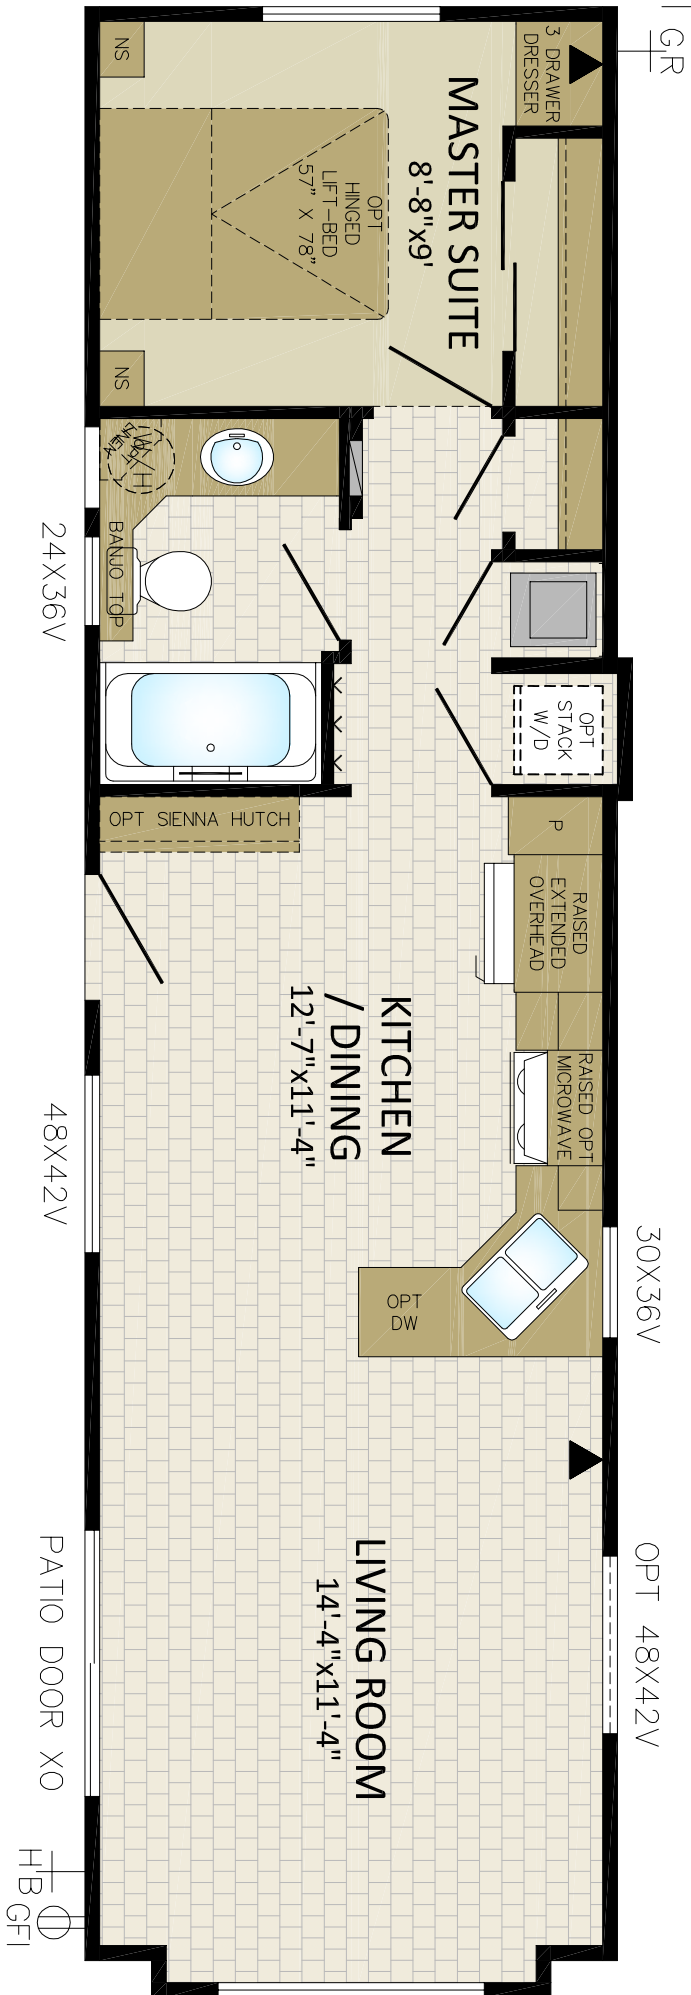 GR
3 DRAWER
DRESSER
NS
MASTER SUITE
8'-8"x9'
OPT
HINGED
LIFT-BED
57" X 78"
NS
24X36V
BANJO TOP
OPT
STACK
W/D
OPT SIENNA HUTCH
P
RAISED
EXTENDED
OVERHEAD
KITCHEN
/ DINING
12'-7"x11'-4"
RAISED OPT
MICROWAVE
48X42V
30X36V
OPT
DW
LIVING ROOM
14'-4"x11'-4"
OPT 48X42V
PATIO DOOR XO
HB
GFI